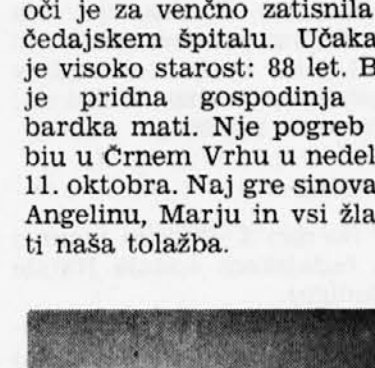 oči je za venčno zatisnila
čedajskem špitalu. Učaka
je visoko starost: 88 let. B
je pridna gospodinja
bardka mati. Nje pogreb
biu u Črnem Vrhu u nedel
11. oktobra. Naj gre sinova
Angelinu, Marju in vsi žla
ti naša tolažba.